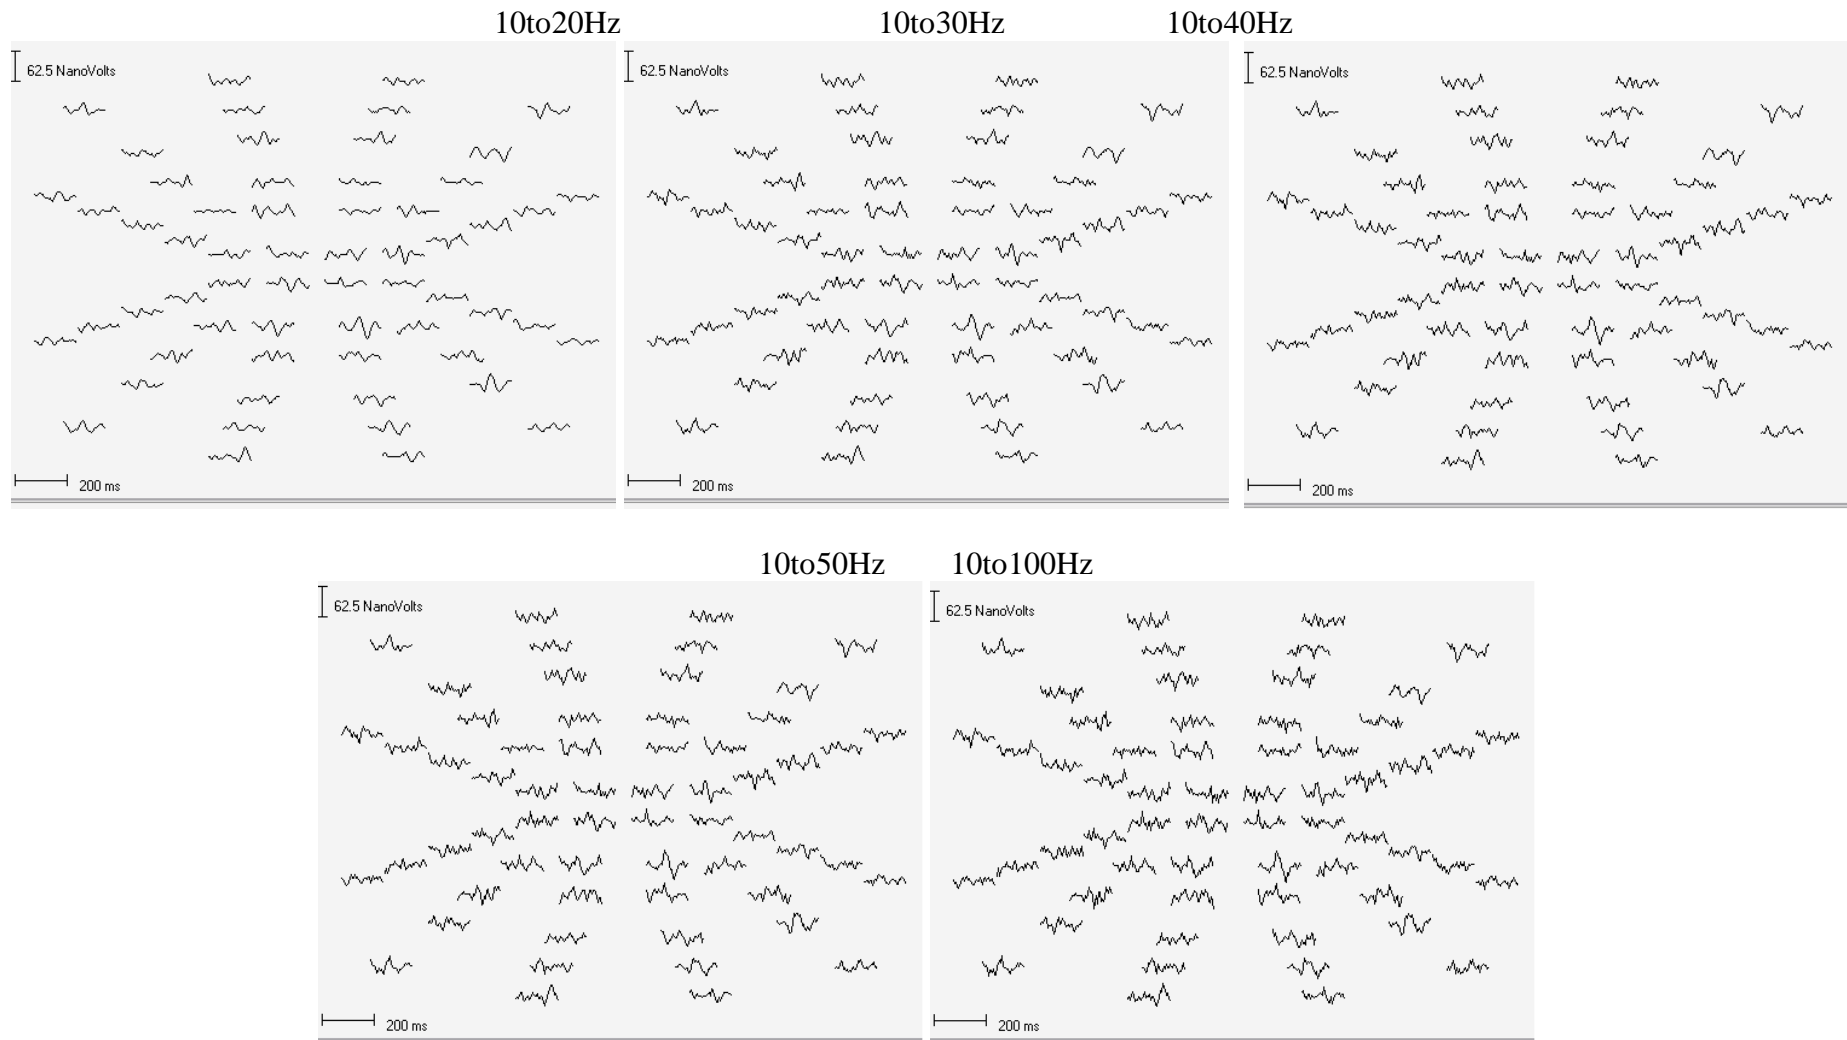 10to20Hz 10to30Hz 10to40Hz
62.5 NanoVolts 62.5 NanoVolts 62.5 NanoVolts
200 ms 200 ms 200 ms
10to50Hz 10to100Hz
62.5 NanoVolts 62.5 NanoVolts
200 ms 200 ms